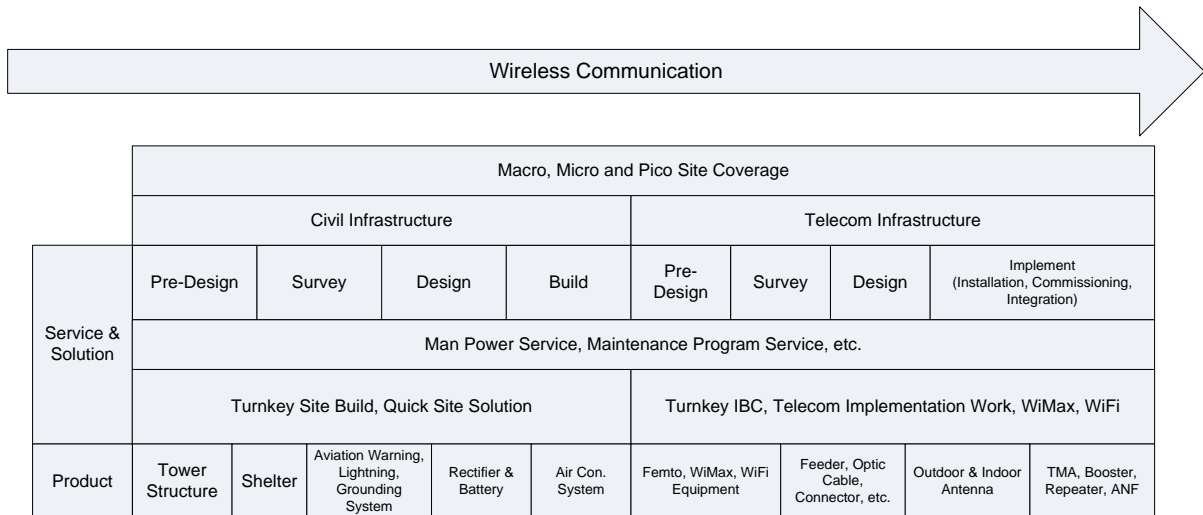 Wireless Communication
Macro, Micro and Pico Site Coverage
Civil Infrastructure
Telecom Infrastructure
Service &
Solution
Pre-Design
Survey
Design
Build
Pre-
Design
Survey
Design
Implement
(Installation, Commissioning,
Integration)
Man Power Service, Maintenance Program Service, etc.
Turnkey Site Build, Quick Site Solution
Turnkey IBC, Telecom Implementation Work, WiMax, WiFi
Product
Tower
Structure
Shelter
Aviation Warning,
Lightning,
Grounding
System
Rectifier &
Battery
Air Con.
System
Femto, WiMax, WiFi
Equipment
Feeder, Optic
Cable,
Connector, etc.
Outdoor & Indoor
Antenna
TMA, Booster,
Repeater, ANF